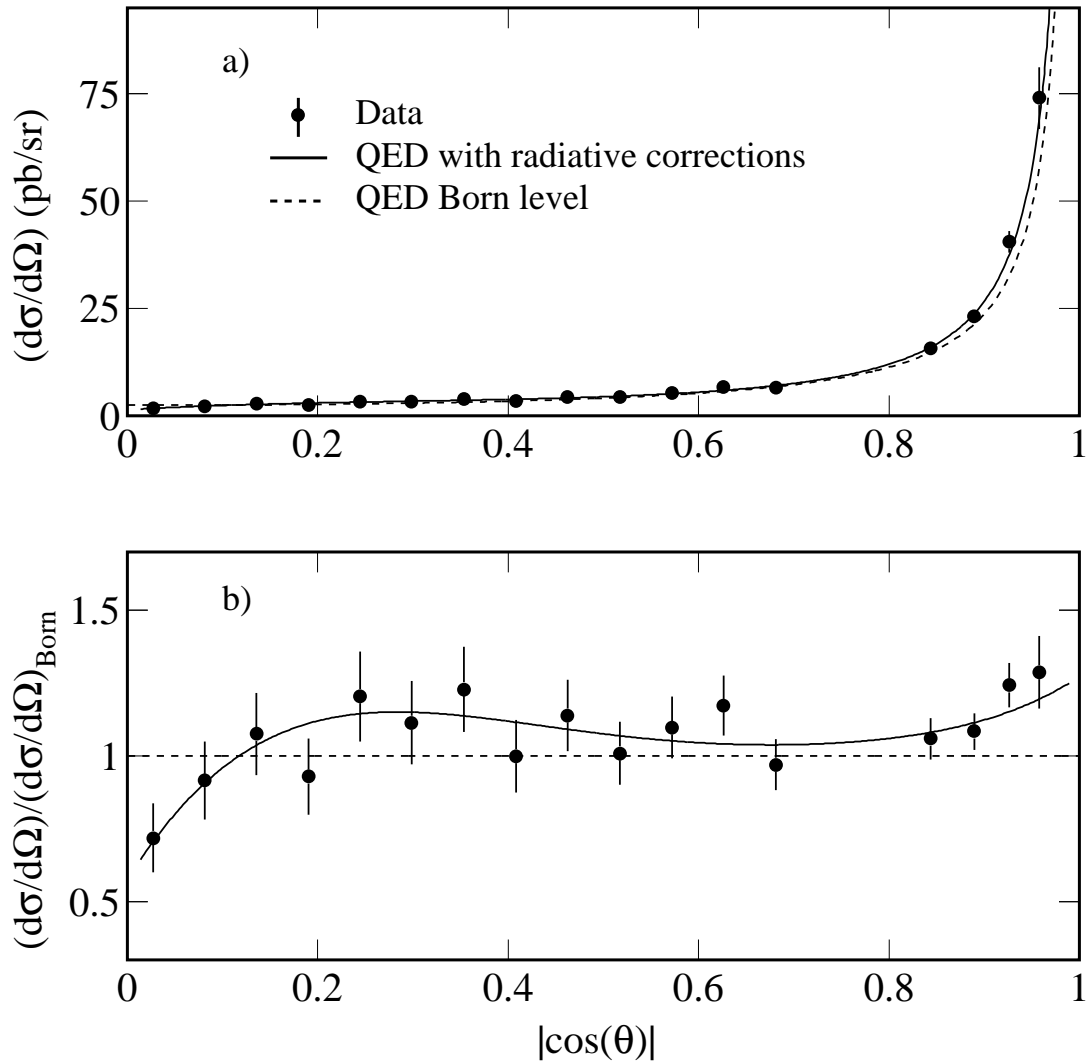 a)
Data
QED with radiative corrections
QED Born level
(dσ/dΩ) (pb/sr)
75
50
25
0
0 0.2 0.4 0.6 0.8 1
b)
(dσ/dΩ)/(dσ/dΩ)Born
1.5
1
0.5
0 0.2 0.4 0.6 0.8 1
|cos(θ)|